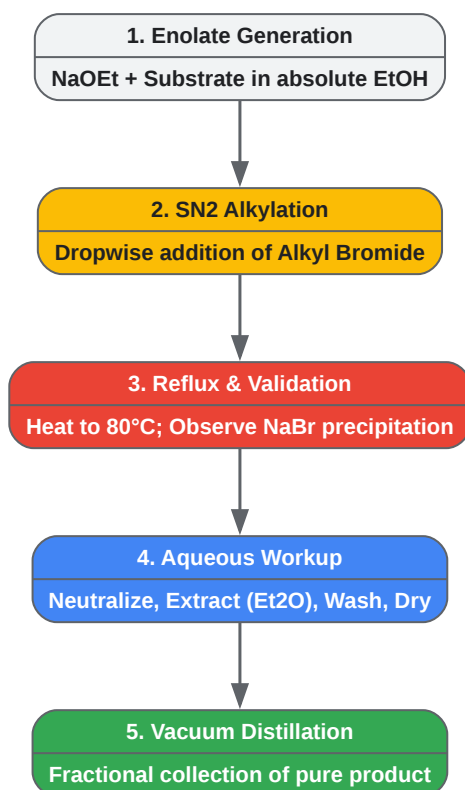 1. Enolate Generation
NaOEt + Substrate in absolute EtOH
2. SN2 Alkylation
Dropwise addition of Alkyl Bromide
3. Reflux & Validation
Heat to 80°C; Observe NaBr precipitation
4. Aqueous Workup
Neutralize, Extract (Et2O), Wash, Dry
5. Vacuum Distillation
Fractional collection of pure product